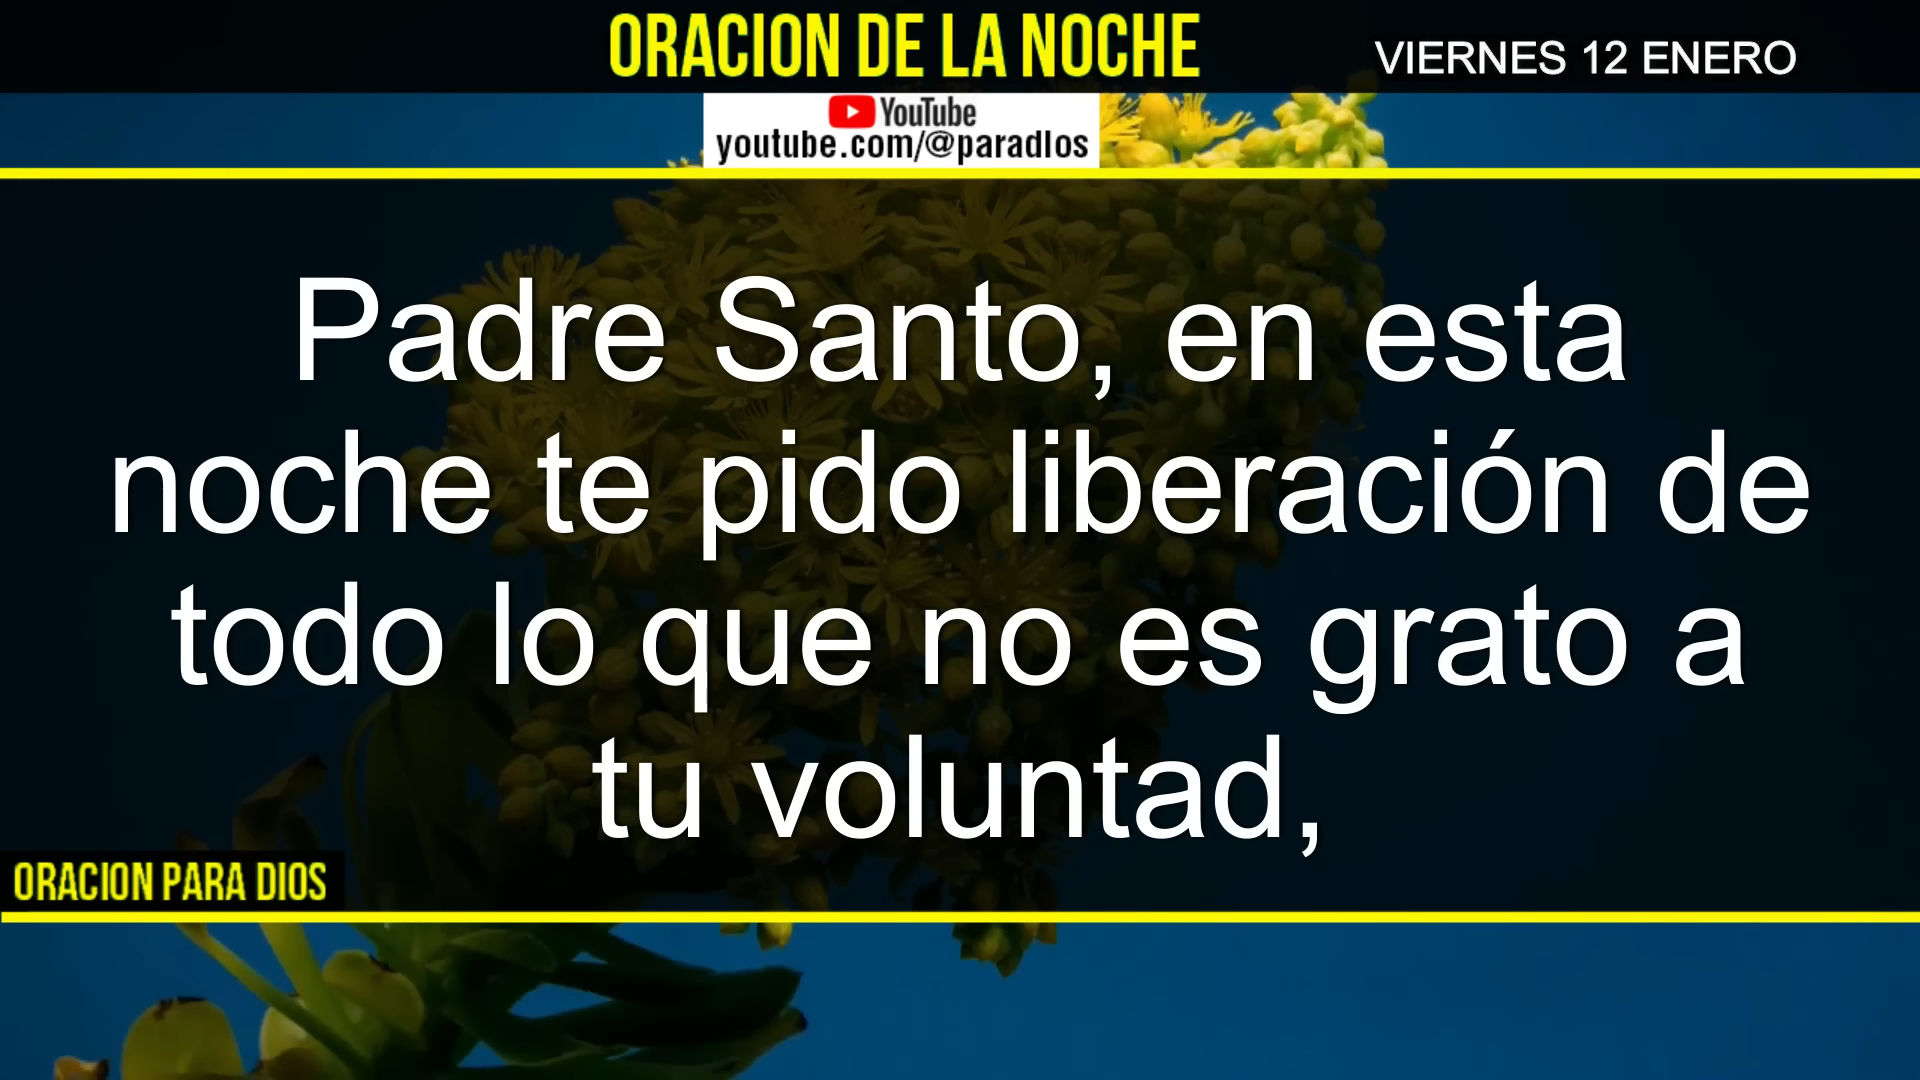 ORACION DE LA NOCHE
VIERNES 12 ENERO
YouTube
youtube.com/@paradIos
Padre Santo, en esta
noche te pido liberación de
todo lo que no es grato a
tu voluntad,
ORACION PARA DIOS